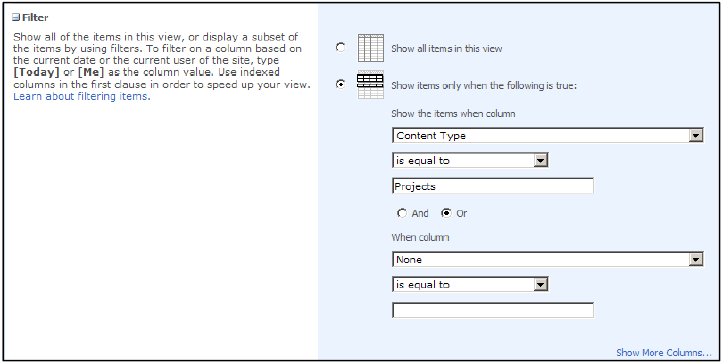 Filter
Show all of the items in this view, or display a subset
of the items by using filters. To filter on a column based
on the current date or the current user of the site, type
[Today] or [Me] as the column value. Use indexed
columns in the first clause in order to speed up your view.
Learn about filtering items.
Show all items in this view
Show items only when the following is true:
Show the items when column
Content Type
is equal to
Projects
And Or
When column
None
is equal to
Show More Columns...